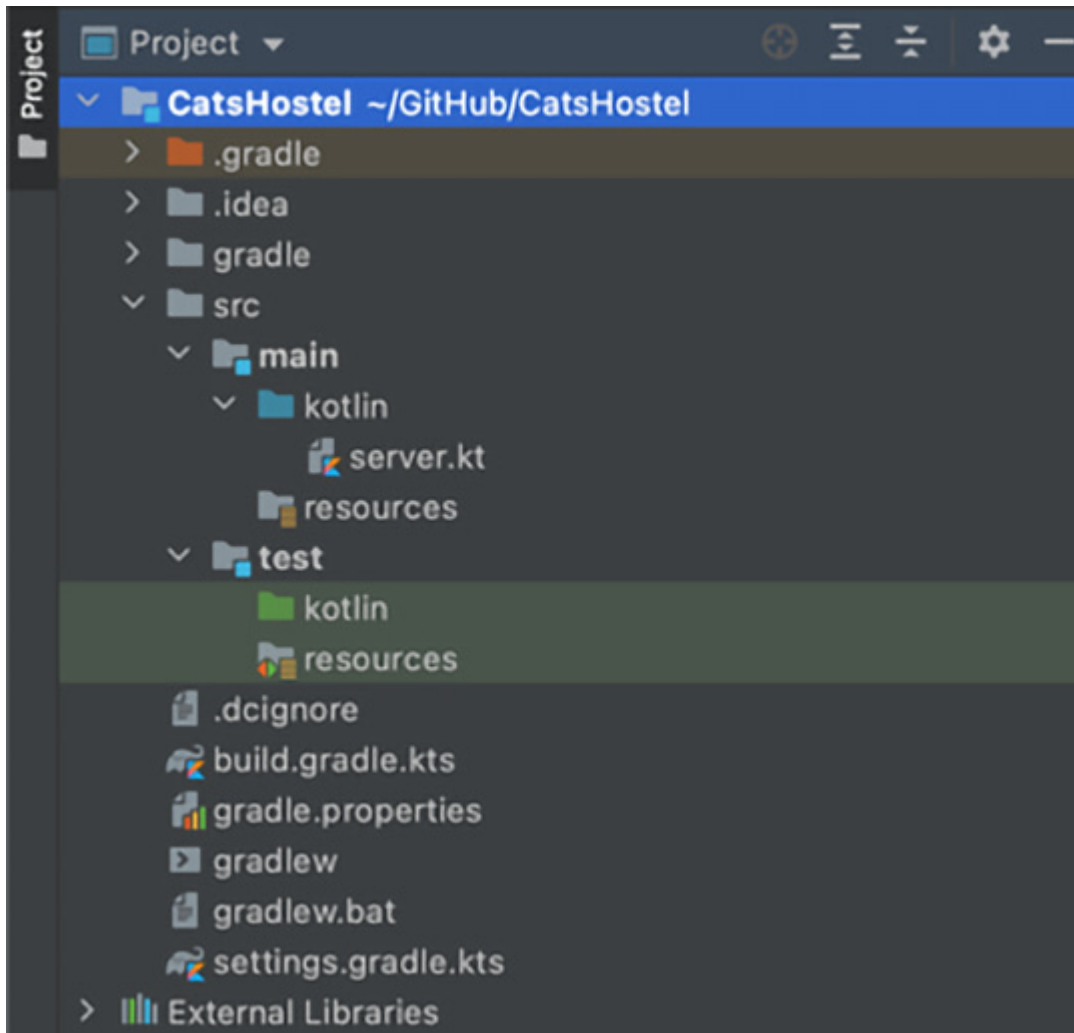 Project
Project
CatsHostel ~/GitHub/CatsHostel
.gradle
.idea
gradle
src
main
kotlin
server.kt
resources
test
kotlin
resources
.dcignore
build.gradle.kts
gradle.properties
gradlew
gradlew.bat
settings.gradle.kts
External Libraries